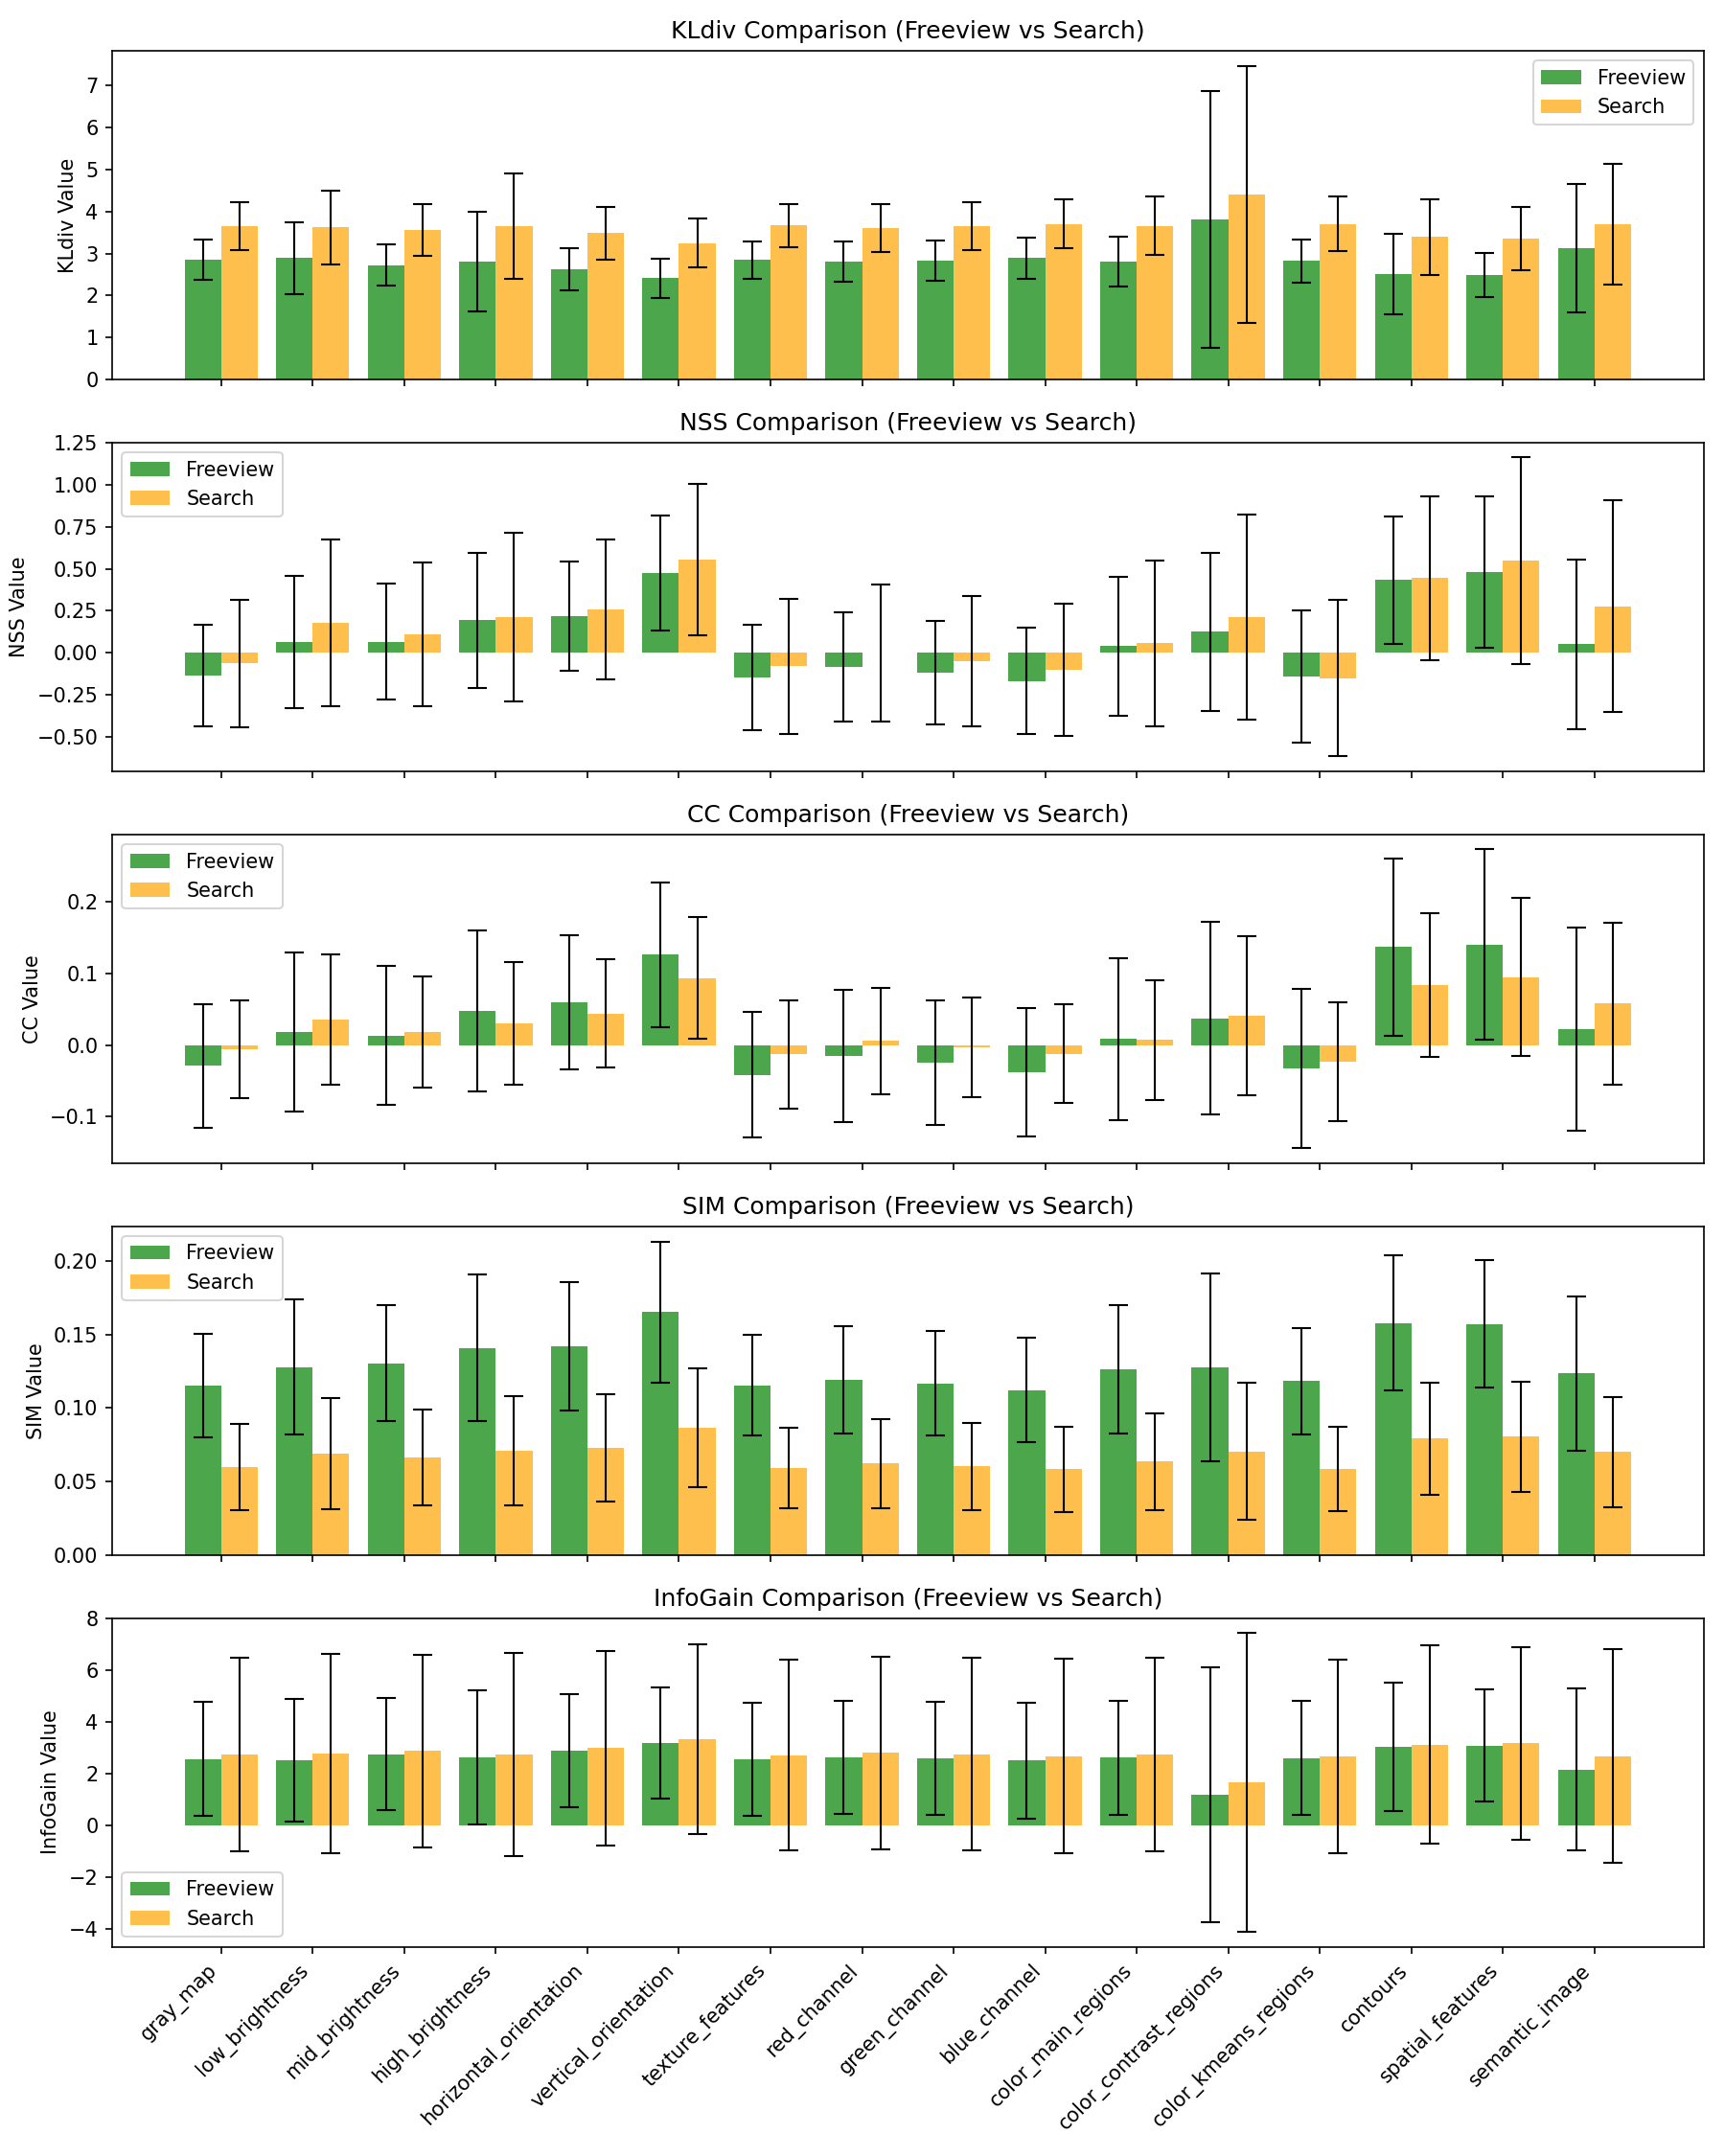 KLdiv Comparison (Freeview vs Search)
KLdiv Value
7
6
5
4
3
2
1
0
Freeview
Search
NSS Comparison (Freeview vs Search)
NSS Value
1.25
1.00
0.75
0.50
0.25
0.00
−0.25
−0.50
Freeview
Search
CC Comparison (Freeview vs Search)
CC Value
0.2
0.1
0.0
−0.1
Freeview
Search
SIM Comparison (Freeview vs Search)
SIM Value
0.20
0.15
0.10
0.05
0.00
Freeview
Search
InfoGain Comparison (Freeview vs Search)
InfoGain Value
8
6
4
2
0
−2
−4
Freeview
Search
gray_map
low_brightness
mid_brightness
high_brightness
horizontal_orientation
vertical_orientation
texture_features
red_channel
green_channel
blue_channel
color_main_regions
color_contrast_regions
color_kmeans_regions
contours
spatial_features
semantic_image